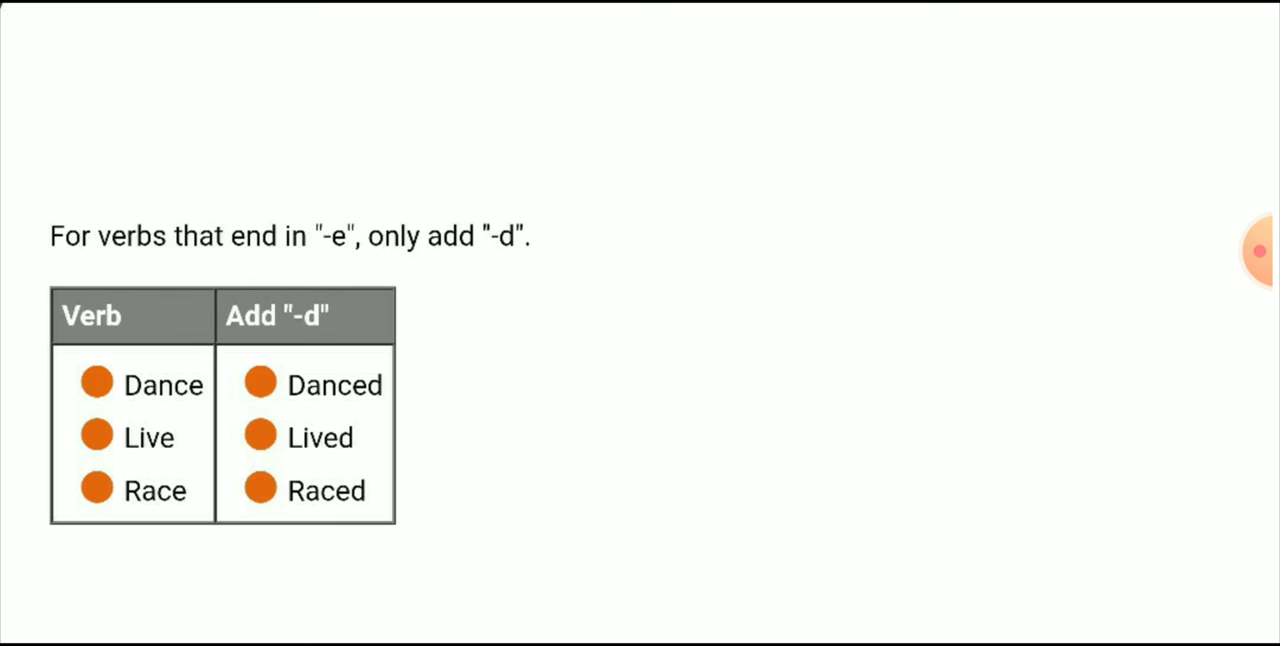 For verbs that end in "-e", only add "-d".
Verb Add "-d"
Dance Danced
Live Lived
Race Raced